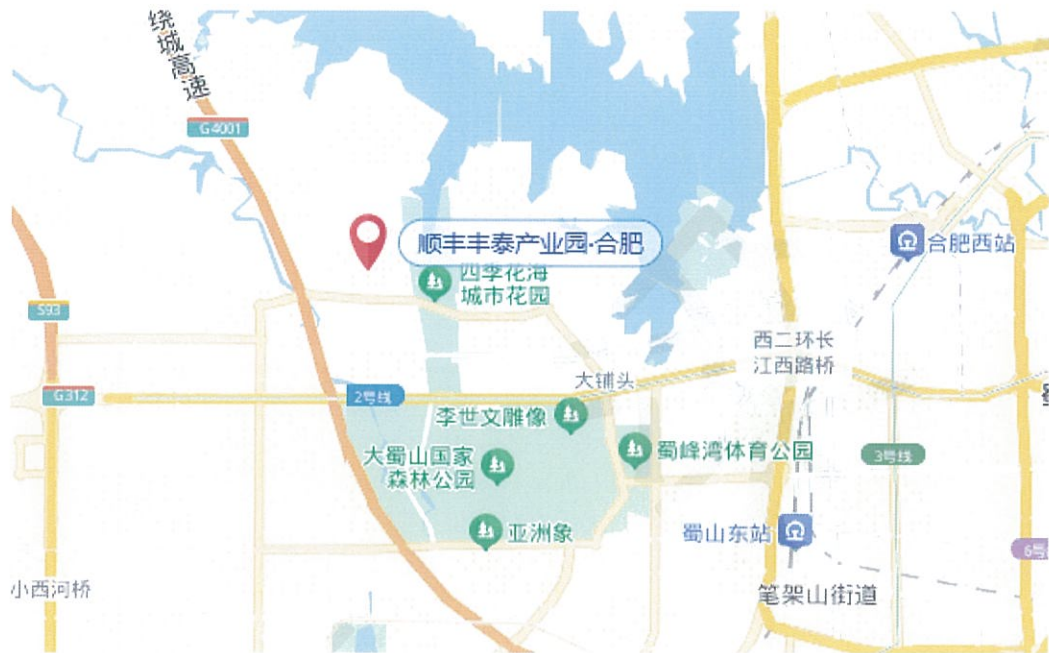 绕城高速
G4001
顺丰丰泰产业园·合肥
合肥西站
四季花海
城市花园
S93
西二环长
江西路桥
大铺头
G312
2号线
李世文雕像
大蜀山国家
森林公园
蜀峰湾体育公园
3号线
亚洲象
蜀山东站
6号
小西河桥
笔架山街道